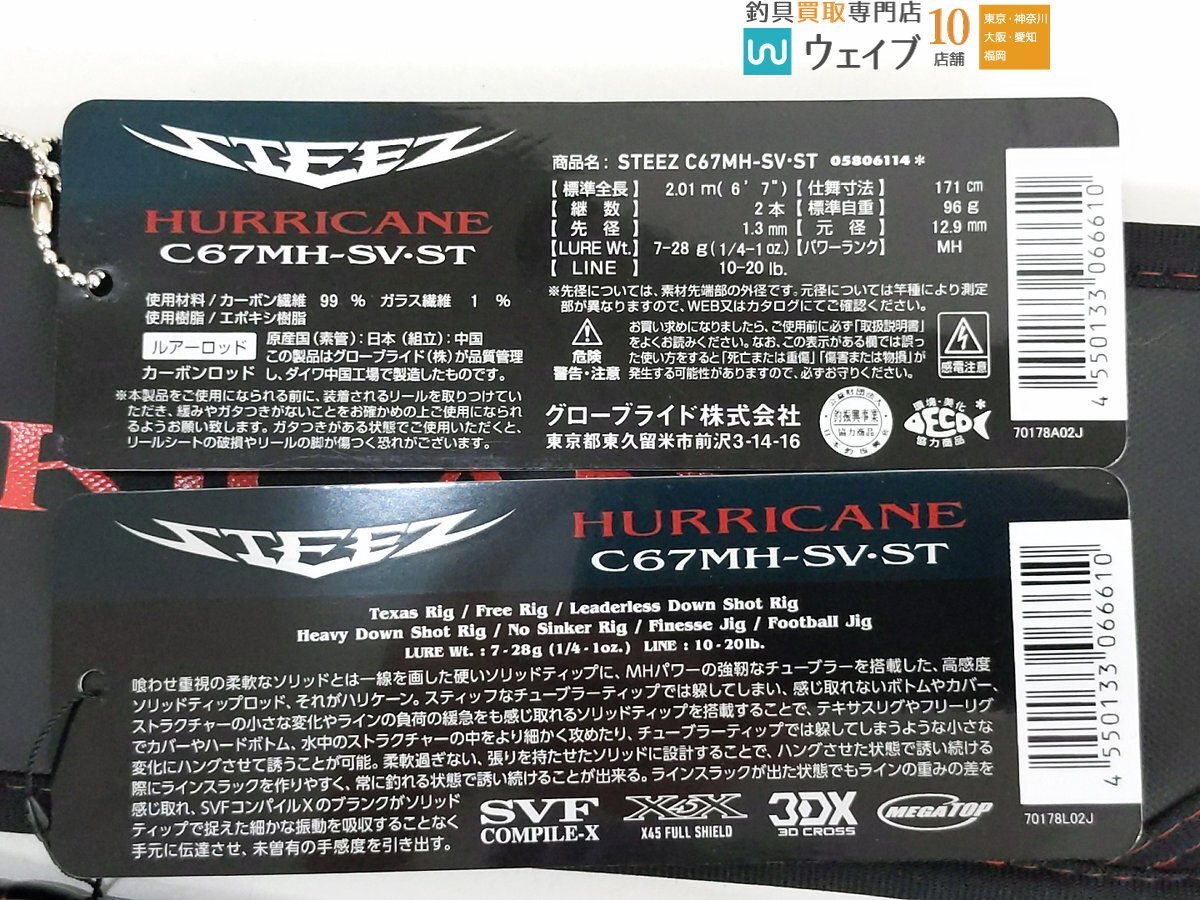 釣具買取専門店
ウェイブ
10
店舗
東京・神奈川
大阪・愛知
福岡
STEEZ
HURRICANE
C67MH-SV・ST
使用材料/カーボン繊維 99 % ガラス繊維 1 %
使用樹脂/エポキシ樹脂
ルアーロッド
カーボンロッド
原産国(素管):日本(組立):中国
この製品はグローブライド(株)が品質管理
し、ダイワ中国工場で製造したものです。
※本製品をご使用になられる前に、装着されるリールを取りつけていた
だき、緩みやガタつきがないことをお確かめの上ご使用になられ
るようお願い致します。ガタつきがある状態でご使用いただくと、
リールシートの破損やリールの脚が傷つく恐れがございます。
商品名: STEEZ C67MH-SV・ST 05806114*
【標準全長】 2.01 m( 6' 7")【仕舞寸法】 171 cm
【継数】 2 本【標準自重】 96 g
【先径】 1.3 mm【元径】 12.9 mm
【LURE Wt.】 7-28 g(1/4-1oz.)【パワーランク】 MH
【LINE】 10-20 lb.
※先径については、素材先端部の外径です。元径については竿種により測定
部が異なりますので、WEB又はカタログにてご確認ください。
危険
警告・注意
お買い求めになりましたら、ご使用前に必ず「取扱説明書」
をよくお読みください。なお、この表示がある欄では誤っ
た使い方をすると「死亡または重傷」「傷害または物損」が
発生する可能性がありますので、必ずお守りください。
感電注意
グローブライド株式会社
東京都東久留米市前沢3-14-16
公益財団法人
釣振興事業
協力商品
日本釣振興会
環境・美化
ECO
協力商品
4 550133 066610
70178A02J
STEEZ
HURRICANE
C67MH-SV・ST
Texas Rig / Free Rig / Leaderless Down Shot Rig
Heavy Down Shot Rig / No Sinker Rig / Finesse Jig / Football Jig
LURE Wt. : 7 - 28g (1/4 - 1oz.) LINE : 10 - 20lb.
喰わせ重視の柔軟なソリッドとは一線を画した硬いソリッドティップに、MHパワーの強靭なチューブラーを搭載した、高感度
ソリッドティップロッド、それがハリケーン。スティッフなチューブラーティップでは躱してしまい、感じ取れないボトムやカバー、
ストラクチャーの小さな変化やラインの負荷の緩急をも感じ取れるソリッドティップを搭載することで、テキサスリグやフリーリグ
でカバーやハードボトム、水中のストラクチャーの中をより細かく攻めたり、チューブラーティップでは躱してしまうような小さな
変化にハングさせて誘うことが可能。柔軟過ぎない、張りを持たせたソリッドに設計することで、ハングさせた状態で誘い続ける
際にラインスラックを作りやすく、常に釣れる状態で誘い続けることが出来る。ラインスラックが出た状態でもラインの重みの差を
感じ取れ、SVFコンパイルXのブランクがソリッド
ティップで捉えた細かな振動を吸収することなく
手元に伝達させ、未曽有の手感度を引き出す。
SVF
COMPILE-X
X45X
X45 FULL SHIELD
3DX
3D CROSS
MEGATOP
4 550133 066610
70178L02J